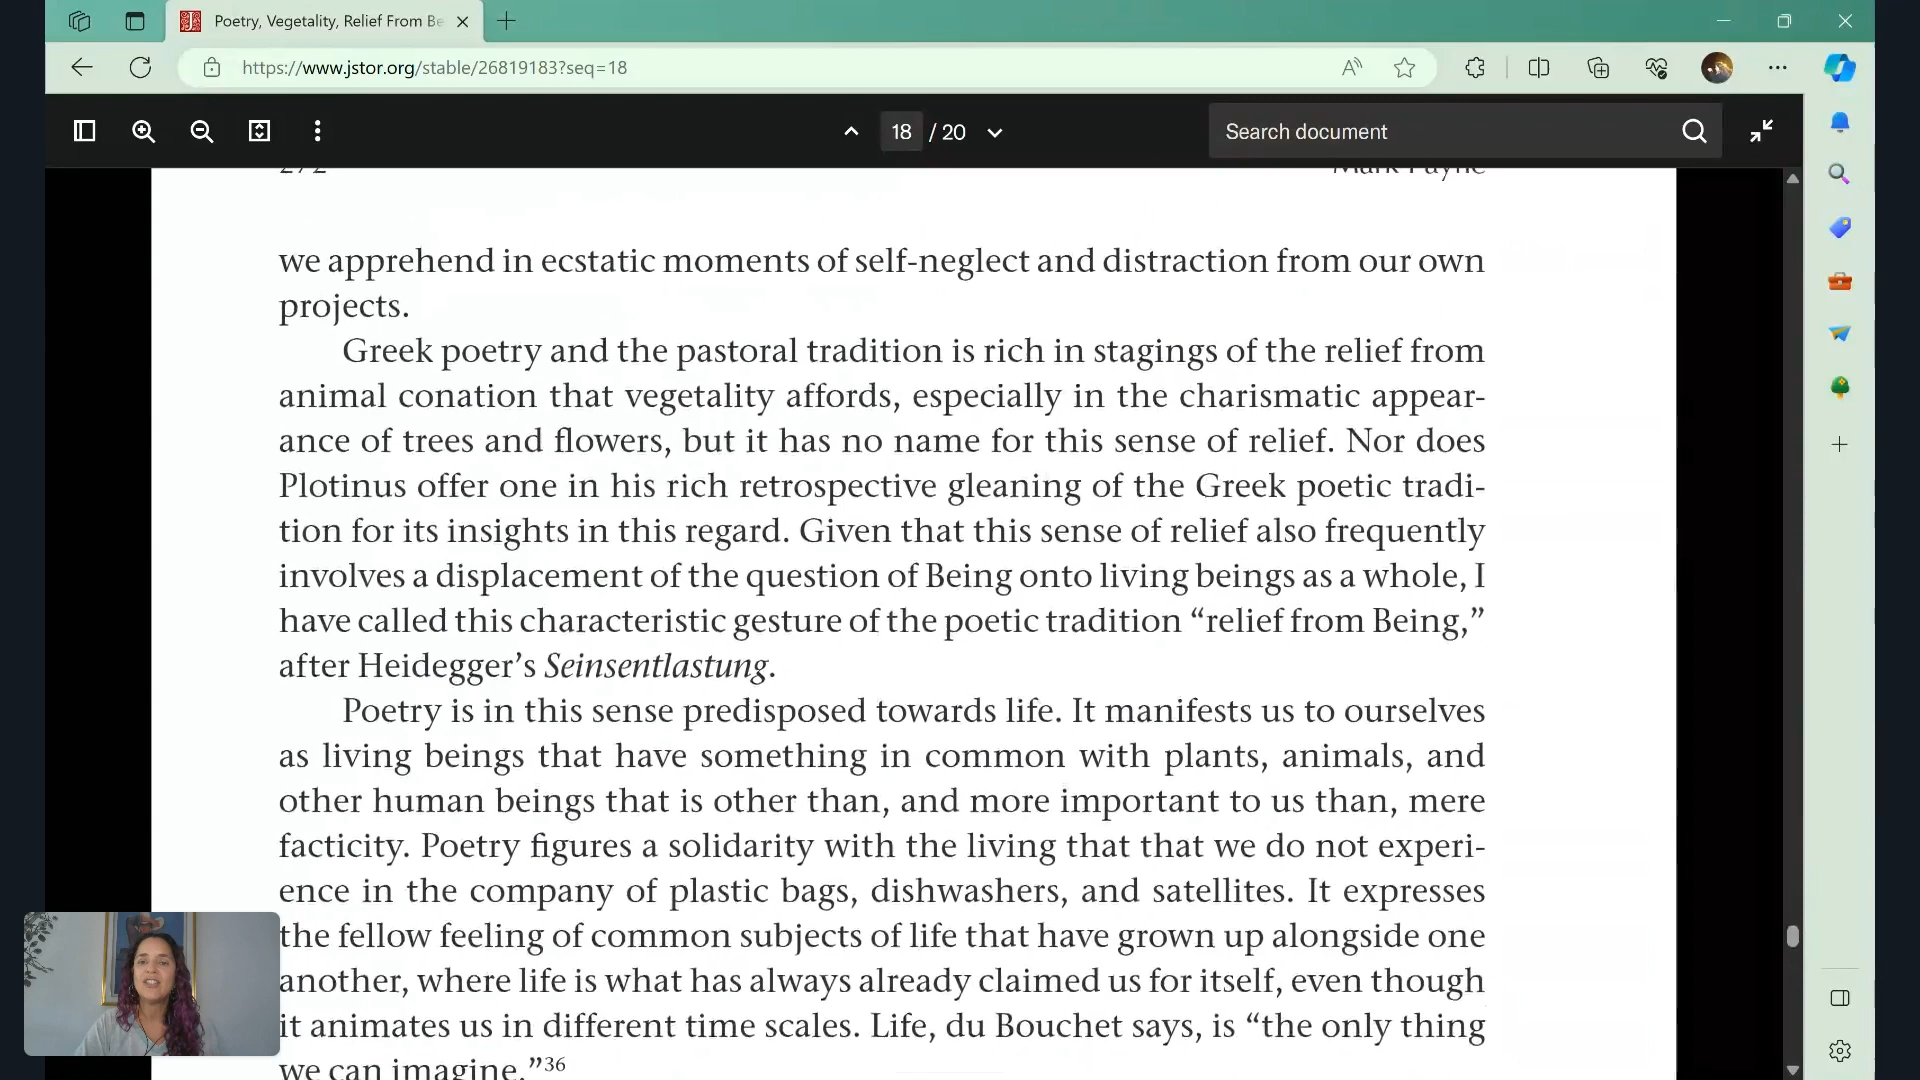 Poetry, Vegetality, Relief From Be
https://www.jstor.org/stable/26819183?seq=18
18 / 20
Search document
272 Mark Payne
we apprehend in ecstatic moments of self-neglect and distraction from our own
projects.
Greek poetry and the pastoral tradition is rich in stagings of the relief from
animal conation that vegetality affords, especially in the charismatic appear-
ance of trees and flowers, but it has no name for this sense of relief. Nor does
Plotinus offer one in his rich retrospective gleaning of the Greek poetic tradi-
tion for its insights in this regard. Given that this sense of relief also frequently
involves a displacement of the question of Being onto living beings as a whole, I
have called this characteristic gesture of the poetic tradition “relief from Being,”
after Heidegger’s Seinsentlastung.
Poetry is in this sense predisposed towards life. It manifests us to ourselves
as living beings that have something in common with plants, animals, and
other human beings that is other than, and more important to us than, mere
facticity. Poetry figures a solidarity with the living that that we do not experi-
ence in the company of plastic bags, dishwashers, and satellites. It expresses
the fellow feeling of common subjects of life that have grown up alongside one
another, where life is what has always already claimed us for itself, even though
it animates us in different time scales. Life, du Bouchet says, is “the only thing
we can imagine.”36